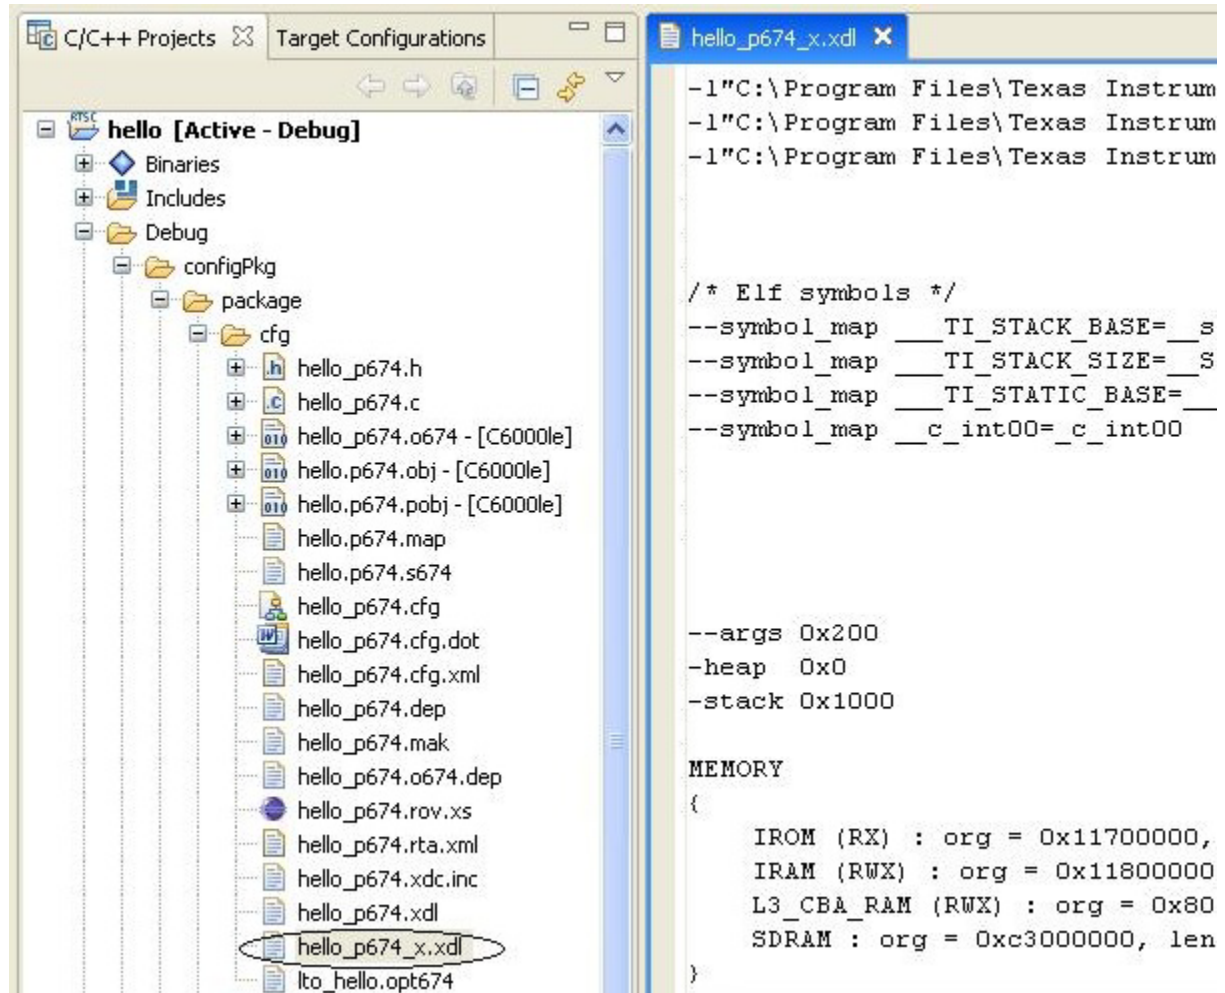 C/C++ Projects
Target Configurations
RTSC
hello [Active - Debug]
Binaries
Includes
Debug
configPkg
package
cfg
hello_p674.h
hello_p674.c
hello_p674.o674 - [C6000le]
hello.p674.obj - [C6000le]
hello.p674.pobj - [C6000le]
hello.p674.map
hello.p674.s674
hello_p674.cfg
hello_p674.cfg.dot
hello_p674.cfg.xml
hello_p674.dep
hello_p674.mak
hello_p674.o674.dep
hello_p674.rov.xs
hello_p674.rta.xml
hello_p674.xdc.inc
hello_p674.xdl
hello_p674_x.xdl
lto_hello.opt674
hello_p674_x.xdl
-l"C:\Program Files\Texas Instrum
-l"C:\Program Files\Texas Instrum
-l"C:\Program Files\Texas Instrum
/* Elf symbols */
--symbol_map ___TI_STACK_BASE=__s
--symbol_map ___TI_STACK_SIZE=__S
--symbol_map ___TI_STATIC_BASE=__
--symbol_map __c_int00=_c_int00
--args 0x200
-heap 0x0
-stack 0x1000
MEMORY
{
IROM (RX) : org = 0x11700000,
IRAM (RWX) : org = 0x11800000
L3_CBA_RAM (RWX) : org = 0x80
SDRAM : org = 0xc3000000, len
}